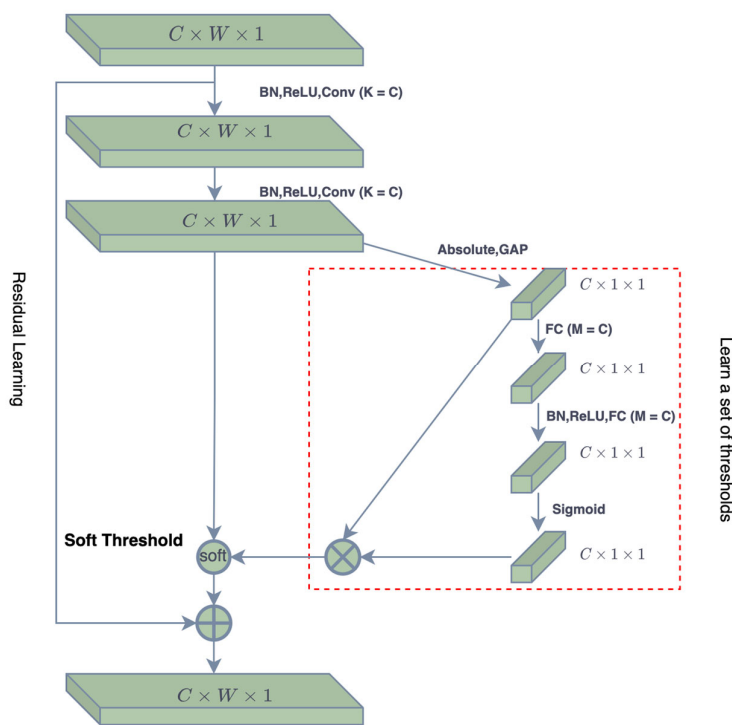 C × W × 1
BN,ReLU,Conv (K = C)
C × W × 1
BN,ReLU,Conv (K = C)
C × W × 1
Absolute,GAP
C × 1 × 1
FC (M = C)
C × 1 × 1
BN,ReLU,FC (M = C)
C × 1 × 1
Sigmoid
C × 1 × 1
Residual Learning
Learn a set of thresholds
Soft Threshold
soft
C × W × 1